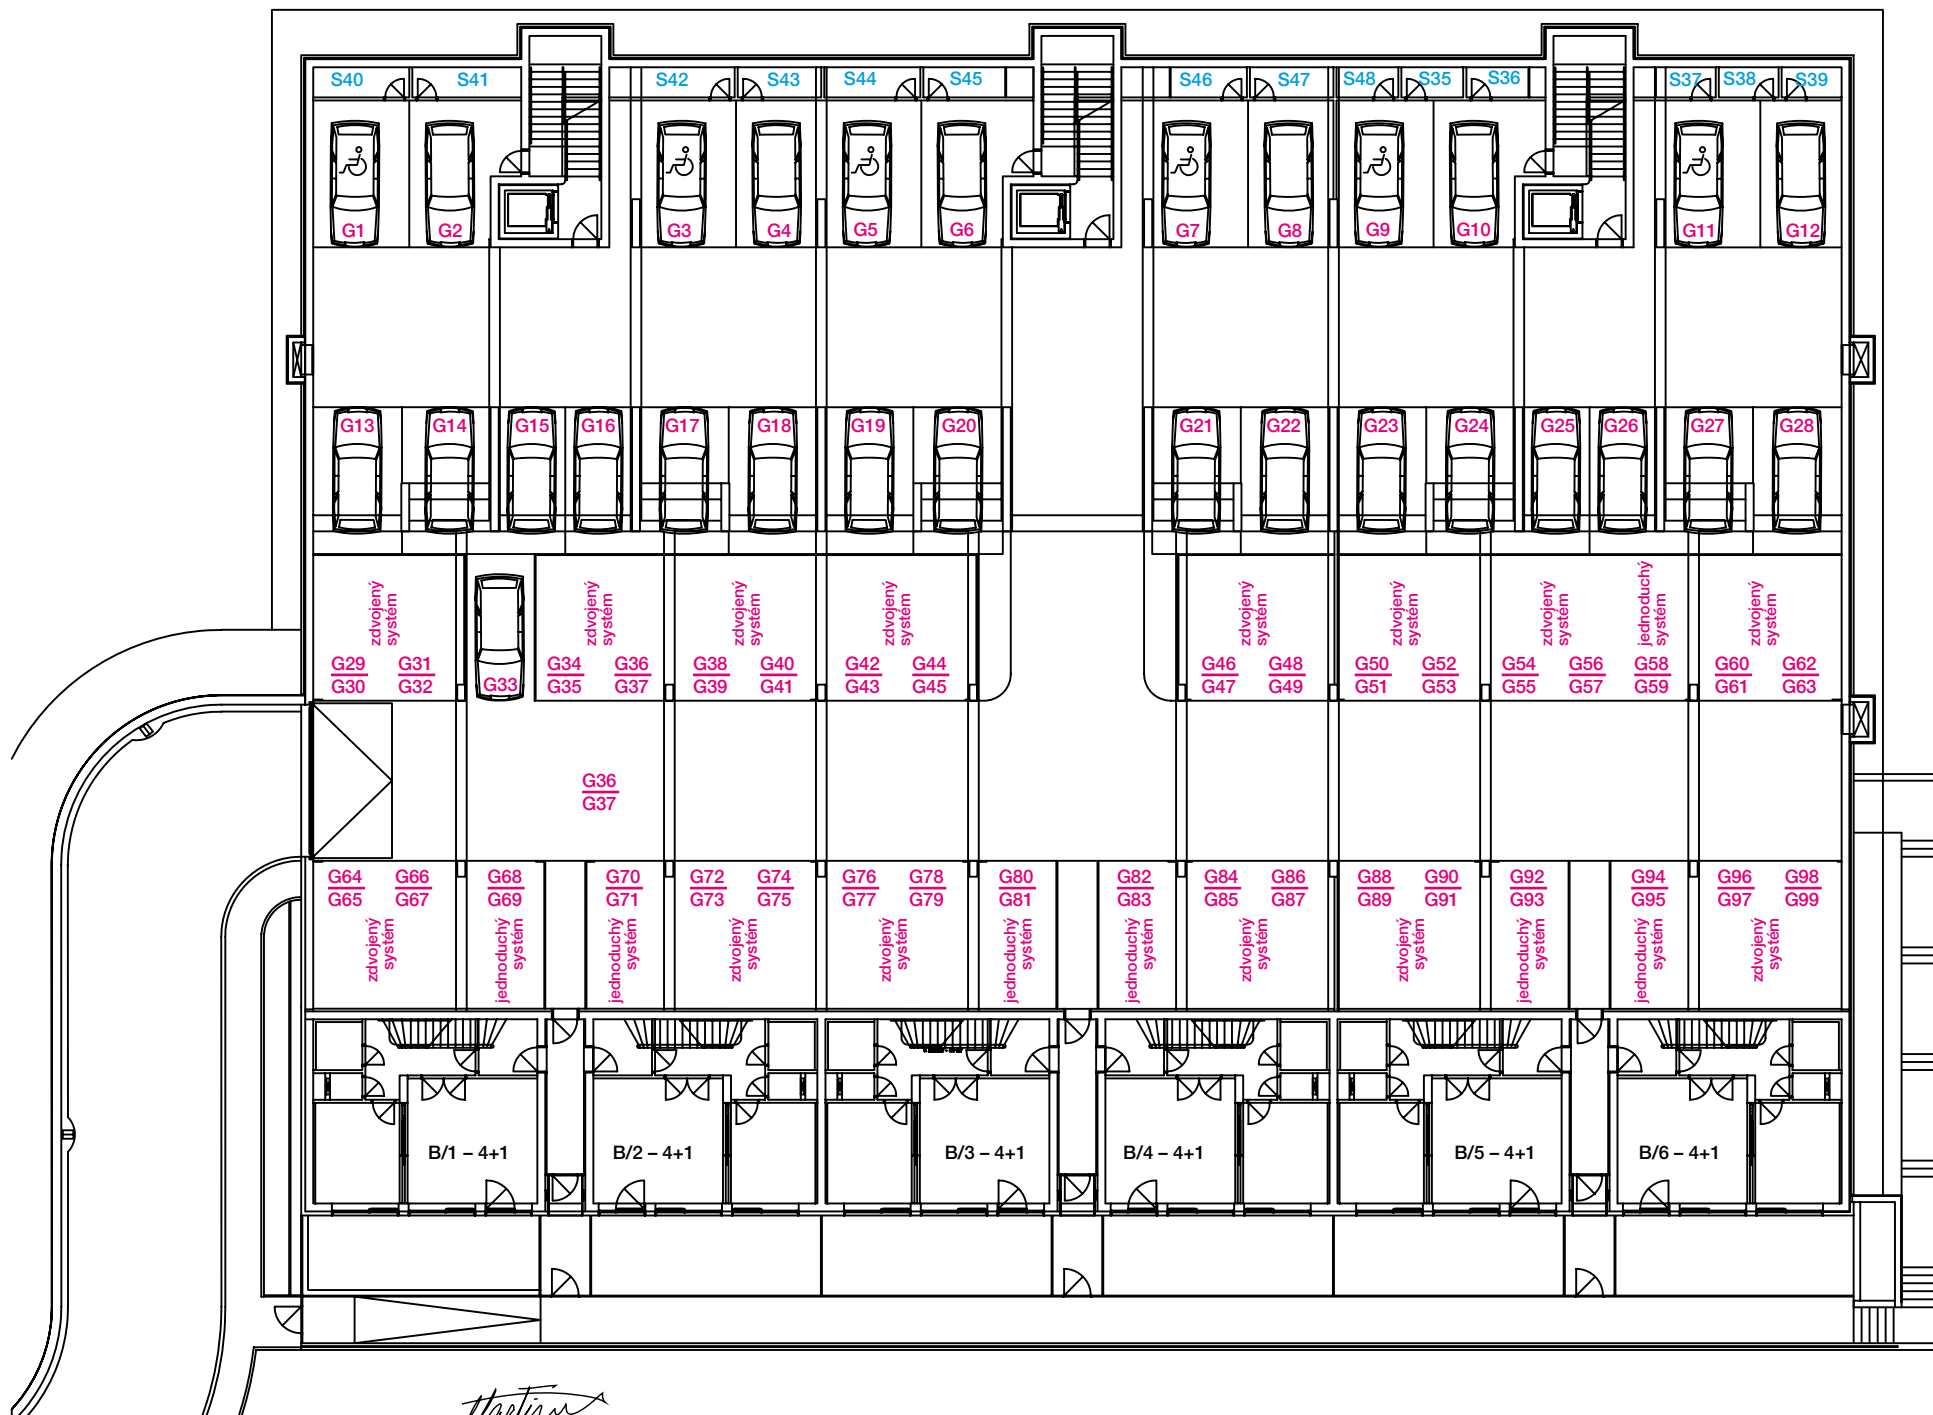 S40 S41 S42 S43 S44 S45 S46 S47 S48 S35 S36 S37 S38 S39
G1 G2 G3 G4 G5 G6 G7 G8 G9 G10 G11 G12
G13 G14 G15 G16 G17 G18 G19 G20 G21 G22 G23 G24 G25 G26 G27 G28
zdvojený systém
zdvojený systém
zdvojený systém
zdvojený systém
zdvojený systém
zdvojený systém
zdvojený systém
jednoduchý systém
zdvojený systém
G29 G31 G34 G36 G38 G40 G42 G44 G46 G48 G50 G52 G54 G56 G58 G60 G62
G30 G32 G33 G35 G37 G39 G41 G43 G45 G47 G49 G51 G53 G55 G57 G59 G61 G63
G36
G37
G64 G66 G68 G70 G72 G74 G76 G78 G80 G82 G84 G86 G88 G90 G92 G94 G96 G98
G65 G67 G69 G71 G73 G75 G77 G79 G81 G83 G85 G87 G89 G91 G93 G95 G97 G99
zdvojený systém
jednoduchý systém
jednoduchý systém
zdvojený systém
zdvojený systém
jednoduchý systém
jednoduchý systém
zdvojený systém
zdvojený systém
jednoduchý systém
jednoduchý systém
zdvojený systém
B/1 – 4+1 B/2 – 4+1 B/3 – 4+1 B/4 – 4+1 B/5 – 4+1 B/6 – 4+1